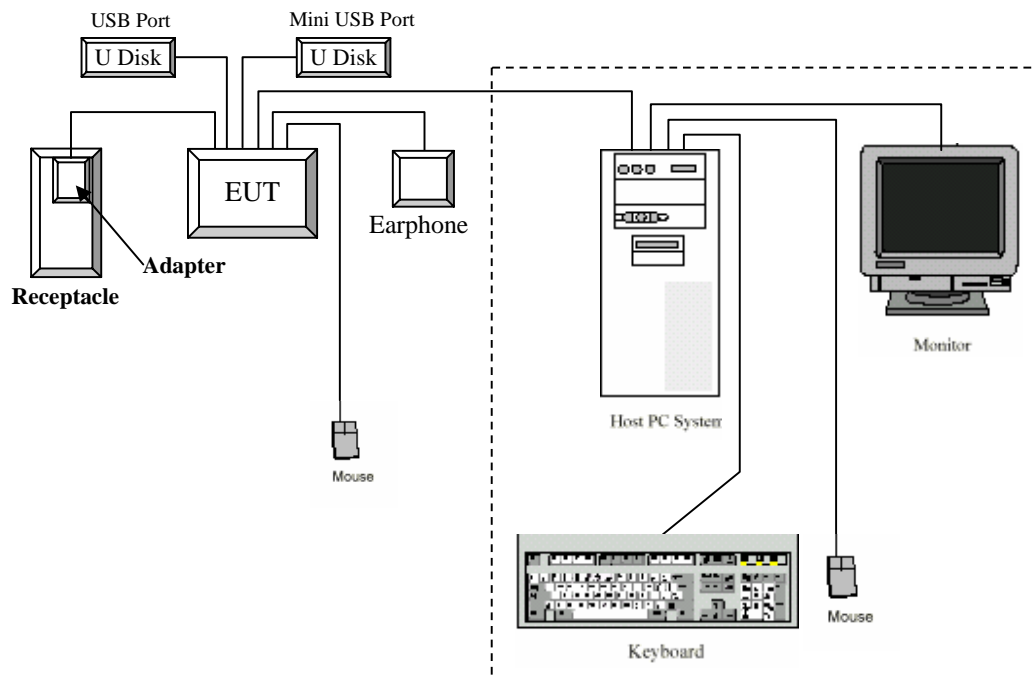 USB Port
Mini USB Port
U Disk
U Disk
EUT
Earphone
Adapter
Receptacle
Monitor
Host PC System
Mouse
Mouse
Keyboard